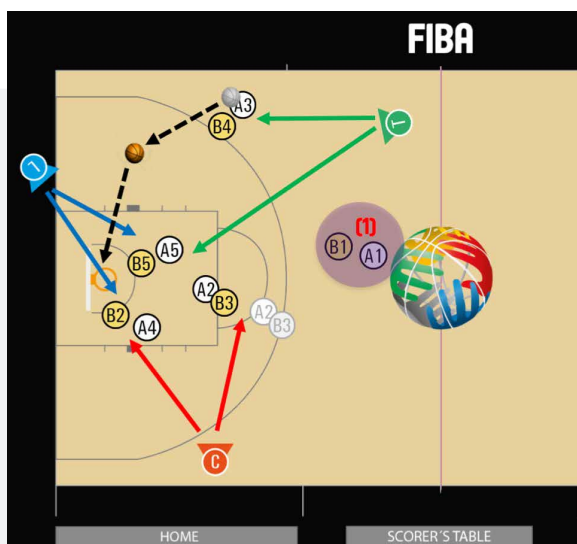 FIBA
A3
B4
T
L
(1)
B1 A1
A5
B5
A2
B3
A2
B3
B2
A4
C
HOME
SCORER´S TABLE